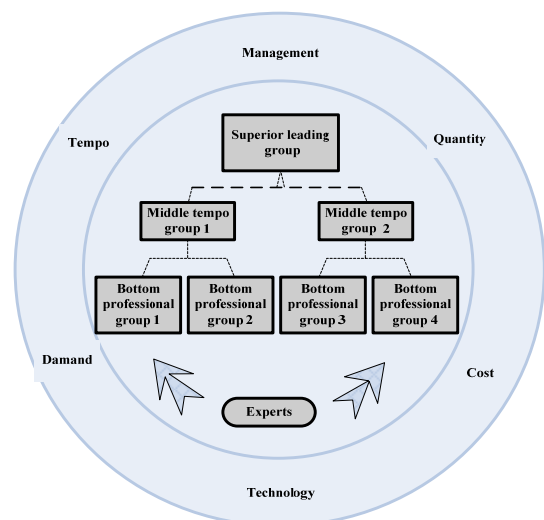 Management
Tempo
Quantity
Superior leading
group
Middle tempo
group 1
Middle tempo
group 2
Bottom
professional
group 1
Bottom
professional
group 2
Bottom
professional
group 3
Bottom
professional
group 4
Damand
Cost
Experts
Technology